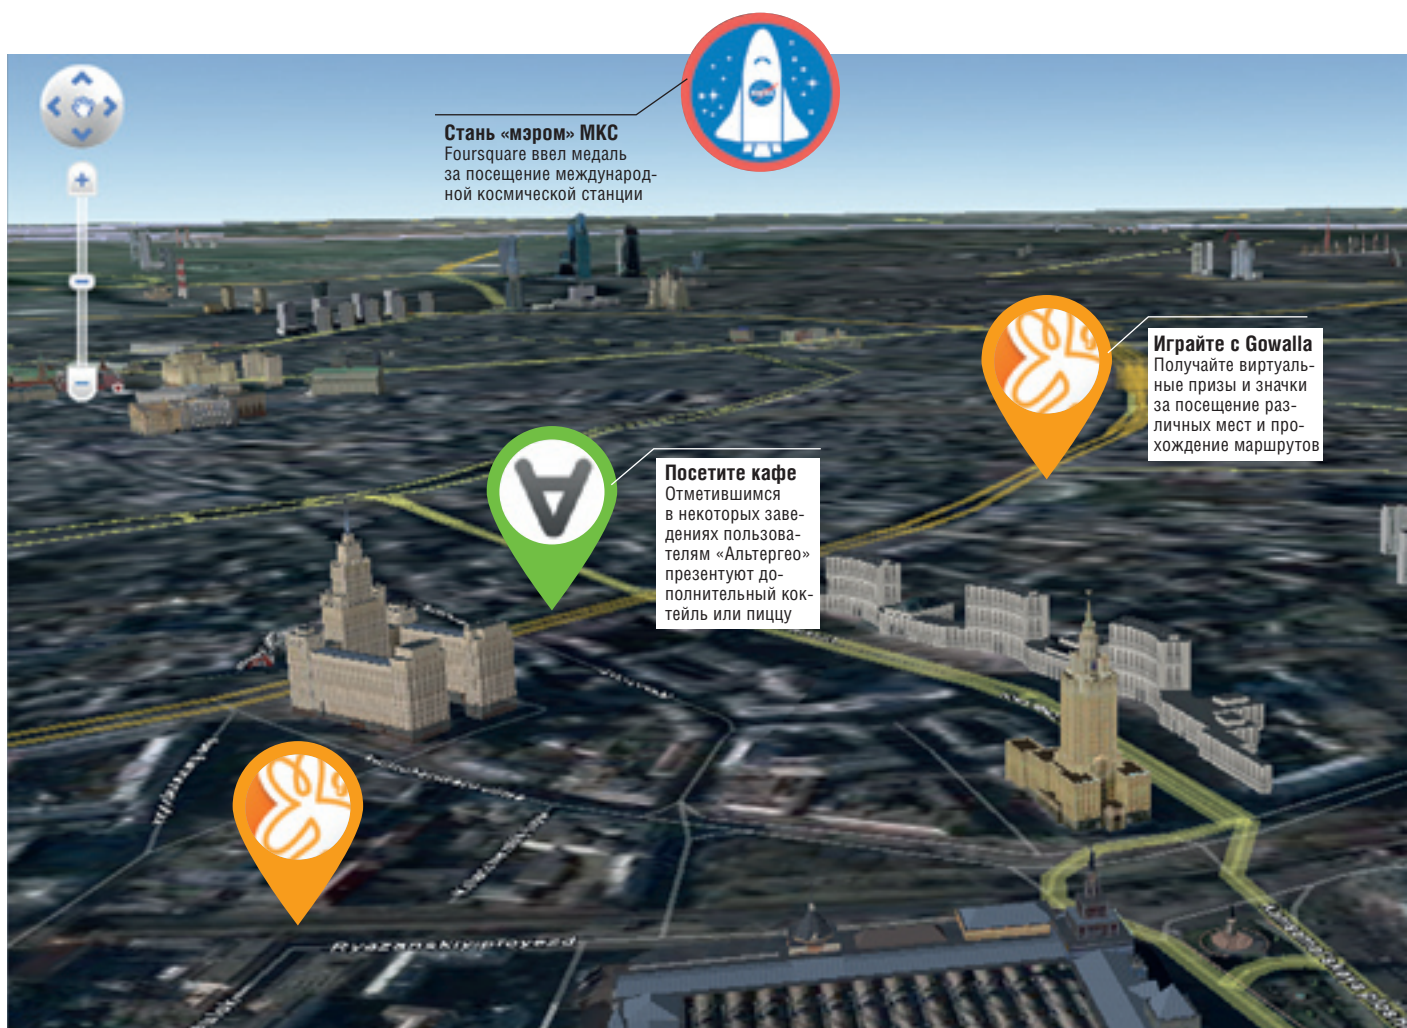 Стань «мэром» МКС
Foursquare ввел медаль
за посещение международ-
ной космической станции
Играйте с Gowalla
Получайте виртуаль-
ные призы и значки
за посещение раз-
личных мест и про-
хождение маршрутов
Посетите кафе
Отметившимся
в некоторых заве-
дениях пользова-
телям «Альтергео»
презентуют до-
полнительный кок-
тейль или пиццу
Ryazanskiy proyezd